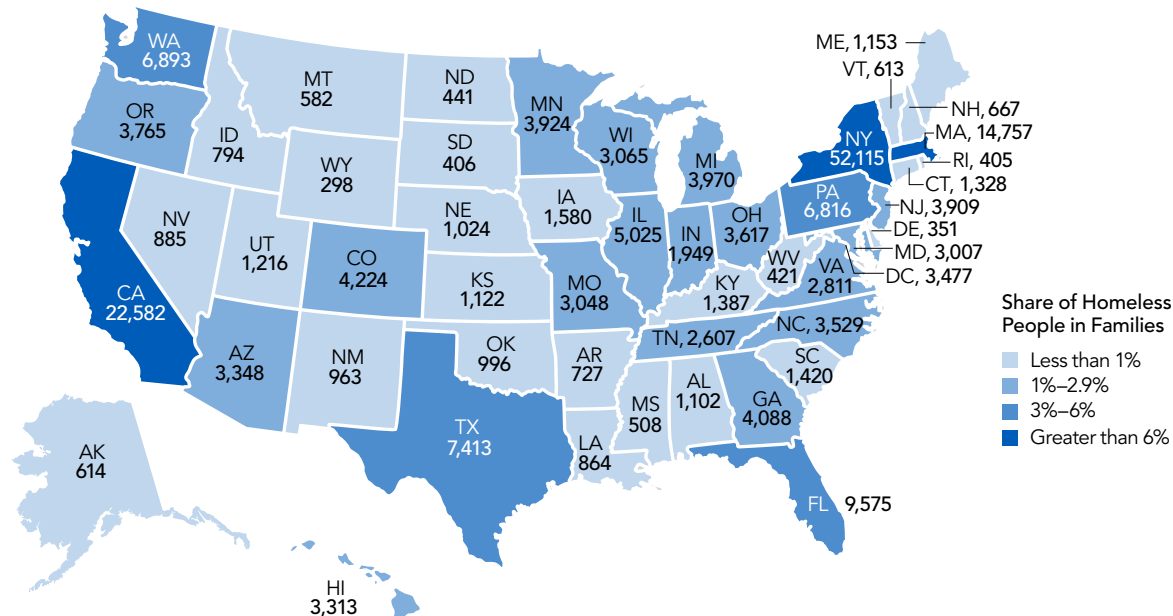 WA
6,893
MT
582
ND
441
MN
3,924
ME, 1,153
VT, 613
NH, 667
MA, 14,757
RI, 405
CT, 1,328
NJ, 3,909
DE, 351
MD, 3,007
DC, 3,477
OR
3,765
ID
794
WY
298
SD
406
WI
3,065
MI
3,970
NY
52,115
PA
6,816
NV
885
UT
1,216
CO
4,224
NE
1,024
IA
1,580
IL
5,025
IN
1,949
OH
3,617
WV
421
VA
2,811
CA
22,582
KS
1,122
MO
3,048
KY
1,387
TN, 2,607
NC, 3,529
AZ
3,348
NM
963
OK
996
AR
727
SC
1,420
MS
508
AL
1,102
GA
4,088
TX
7,413
LA
864
FL
9,575
AK
614
HI
3,313
Share of Homeless
People in Families
Less than 1%
1%–2.9%
3%–6%
Greater than 6%